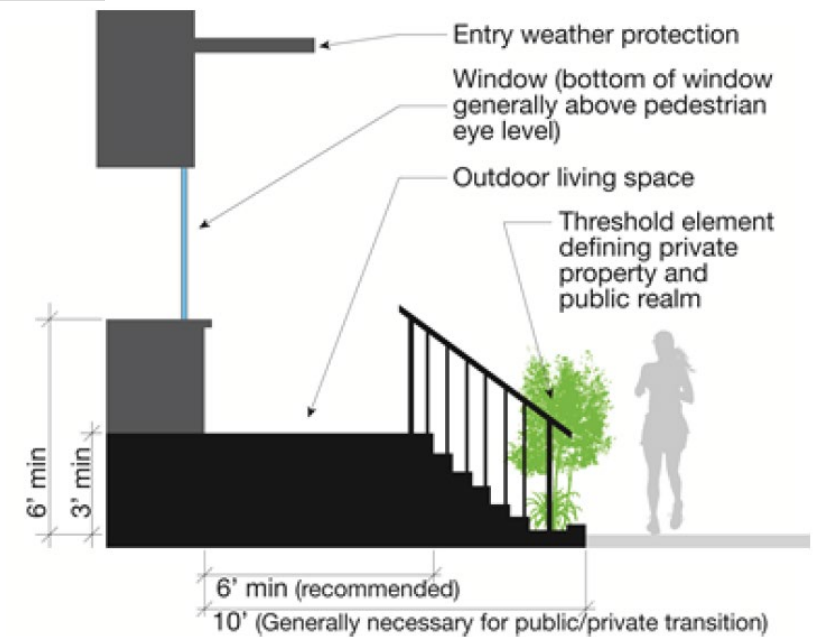 Entry weather protection
Window (bottom of window
generally above pedestrian
eye level)
Outdoor living space
Threshold element
defining private
property and
public realm
6’ min
3’ min
6’ min (recommended)
10’ (Generally necessary for public/private transition)